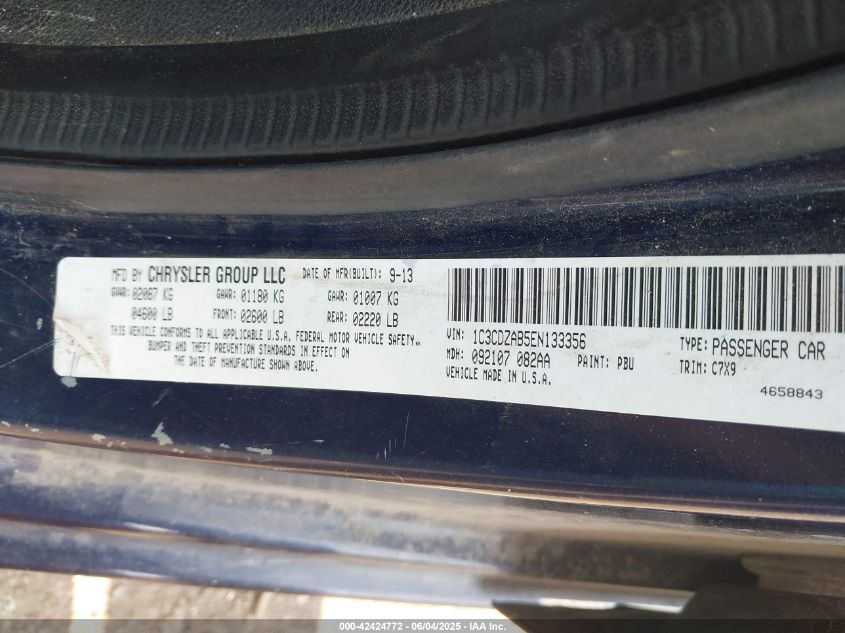 MFD BY CHRYSLER GROUP LLC DATE OF MFR(BUILT): 9-13
GVWR: 02087 KG GAWR: 01180 KG GAWR: 01007 KG
04600 LB FRONT: 02600 LB REAR: 02220 LB
THIS VEHICLE CONFORMS TO ALL APPLICABLE U.S.A. FEDERAL MOTOR VEHICLE SAFETY,
BUMPER AND THEFT PREVENTION STANDARDS IN EFFECT ON
THE DATE OF MANUFACTURE SHOWN ABOVE.
VIN: 1C3CDZAB5EN133356 TYPE: PASSENGER CAR
MDH: 092107 082AA PAINT: PBU TRIM: C7X9
VEHICLE MADE IN U.S.A.
4658843
000-42424772 - 06/04/2025 - IAA Inc.